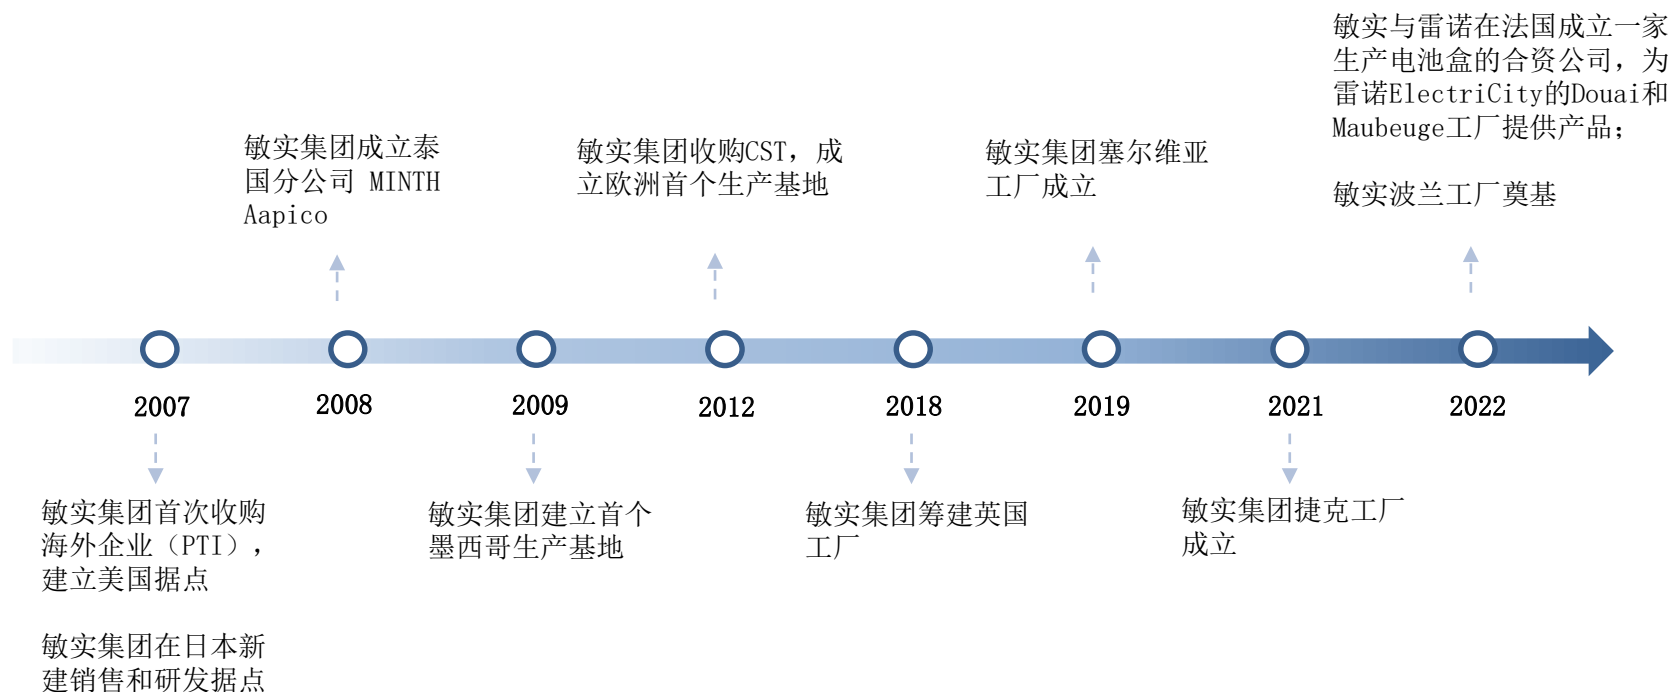 敏实与雷诺在法国成立一家
生产电池盒的合资公司，为
雷诺ElectriCity的Douai和
Maubeuge工厂提供产品；
敏实波兰工厂奠基
敏实集团成立泰
国分公司 MINTH
Aapico
敏实集团收购CST，成
立欧洲首个生产基地
敏实集团塞尔维亚
工厂成立
2007
2008
2009
2012
2018
2019
2021
2022
敏实集团首次收购
海外企业（PTI），
建立美国据点
敏实集团在日本新
建销售和研发据点
敏实集团建立首个
墨西哥生产基地
敏实集团筹建英国
工厂
敏实集团捷克工厂
成立